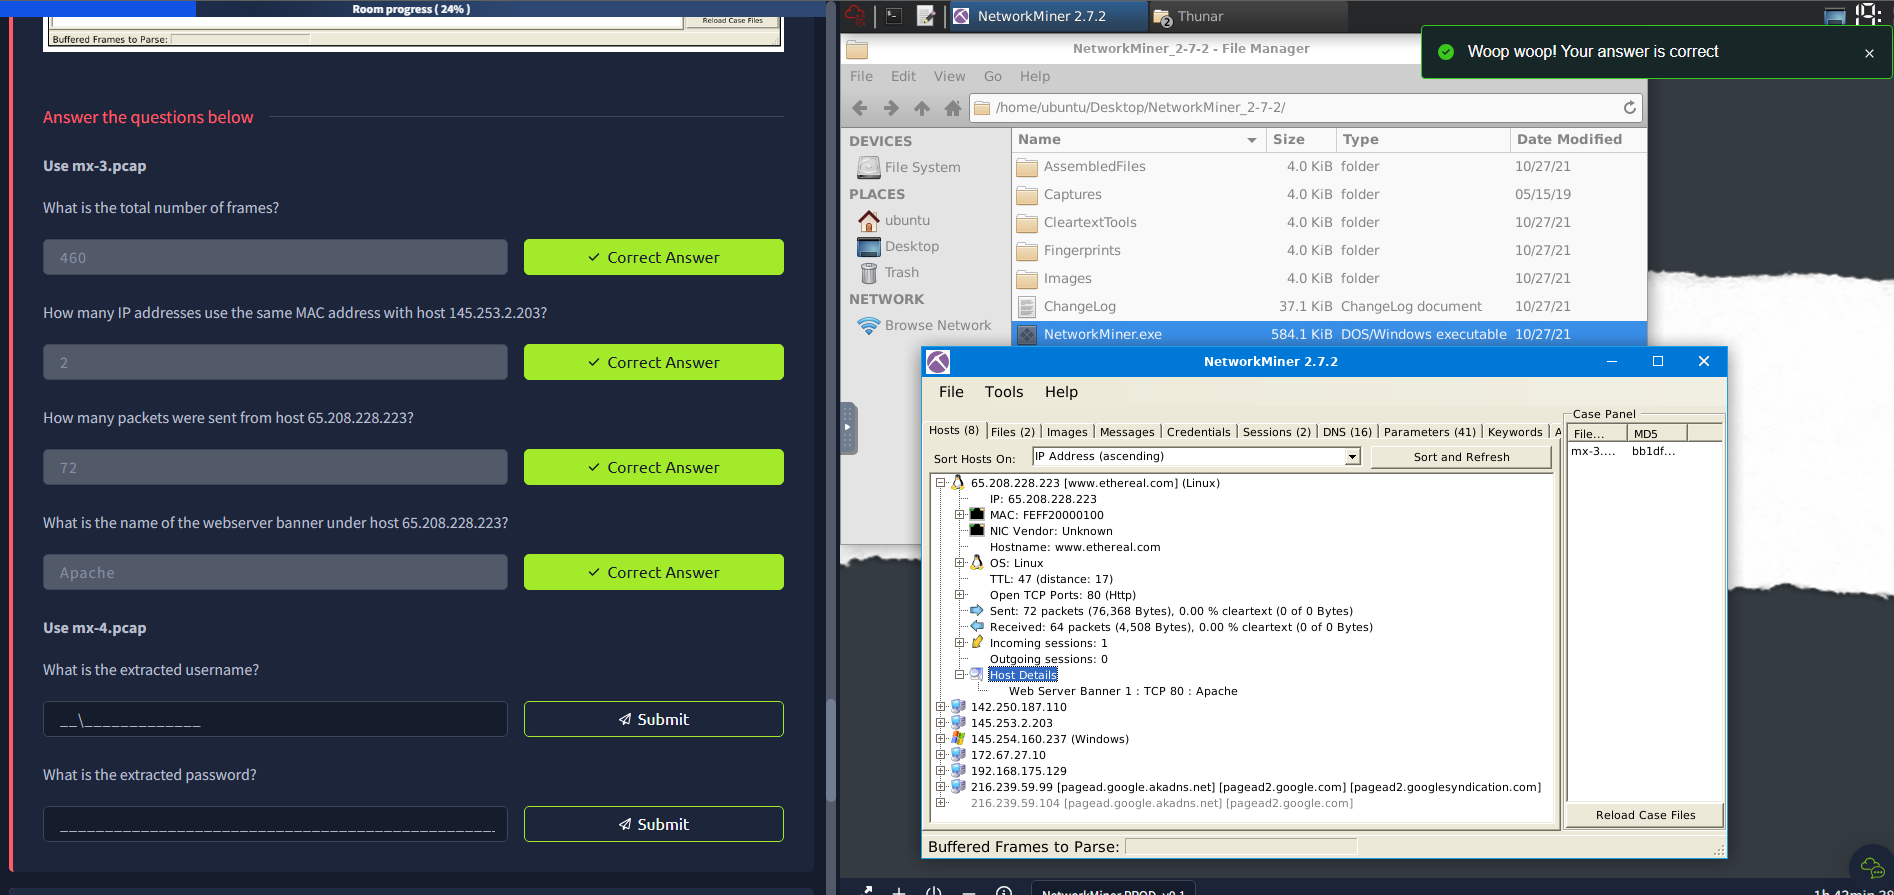 Room progress ( 24% )
Reload Case Files
Buffered Frames to Parse:
Answer the questions below
Use mx-3.pcap
What is the total number of frames?
460
Correct Answer
How many IP addresses use the same MAC address with host 145.253.2.203?
2
Correct Answer
How many packets were sent from host 65.208.228.223?
72
Correct Answer
What is the name of the webserver banner under host 65.208.228.223?
Apache
Correct Answer
Use mx-4.pcap
What is the extracted username?
__\_____________
Submit
What is the extracted password?
Submit
NetworkMiner 2.7.2
2 Thunar
19:
Woop woop! Your answer is correct ×
NetworkMiner_2-7-2 - File Manager
File Edit View Go Help
/home/ubuntu/Desktop/NetworkMiner_2-7-2/
DEVICES
File System
PLACES
ubuntu
Desktop
Trash
NETWORK
Browse Network
Name Size Type Date Modified
AssembledFiles 4.0 KiB folder 10/27/21
Captures 4.0 KiB folder 05/15/19
CleartextTools 4.0 KiB folder 10/27/21
Fingerprints 4.0 KiB folder 10/27/21
Images 4.0 KiB folder 10/27/21
ChangeLog 37.1 KiB ChangeLog document 10/27/21
NetworkMiner.exe 584.1 KiB DOS/Windows executable 10/27/21
NetworkMiner 2.7.2
File Tools Help
Hosts (8) Files (2) Images Messages Credentials Sessions (2) DNS (16) Parameters (41) Keywords
Sort Hosts On: IP Address (ascending) Sort and Refresh
65.208.228.223 [www.ethereal.com] (Linux)
IP: 65.208.228.223
MAC: FEFF20000100
NIC Vendor: Unknown
Hostname: www.ethereal.com
OS: Linux
TTL: 47 (distance: 17)
Open TCP Ports: 80 (Http)
Sent: 72 packets (76,368 Bytes), 0.00 % cleartext (0 of 0 Bytes)
Received: 64 packets (4,508 Bytes), 0.00 % cleartext (0 of 0 Bytes)
Incoming sessions: 1
Outgoing sessions: 0
Host Details
Web Server Banner 1 : TCP 80 : Apache
142.250.187.110
145.253.2.203
145.254.160.237 (Windows)
172.67.27.10
192.168.175.129
216.239.59.99 [pagead.google.akadns.net] [pagead2.google.com] [pagead2.googlesyndication.com]
216.239.59.104 [pagead.google.akadns.net] [pagead2.google.com]
Case Panel
File... MD5
mx-3.... bb1df...
Reload Case Files
Buffered Frames to Parse: